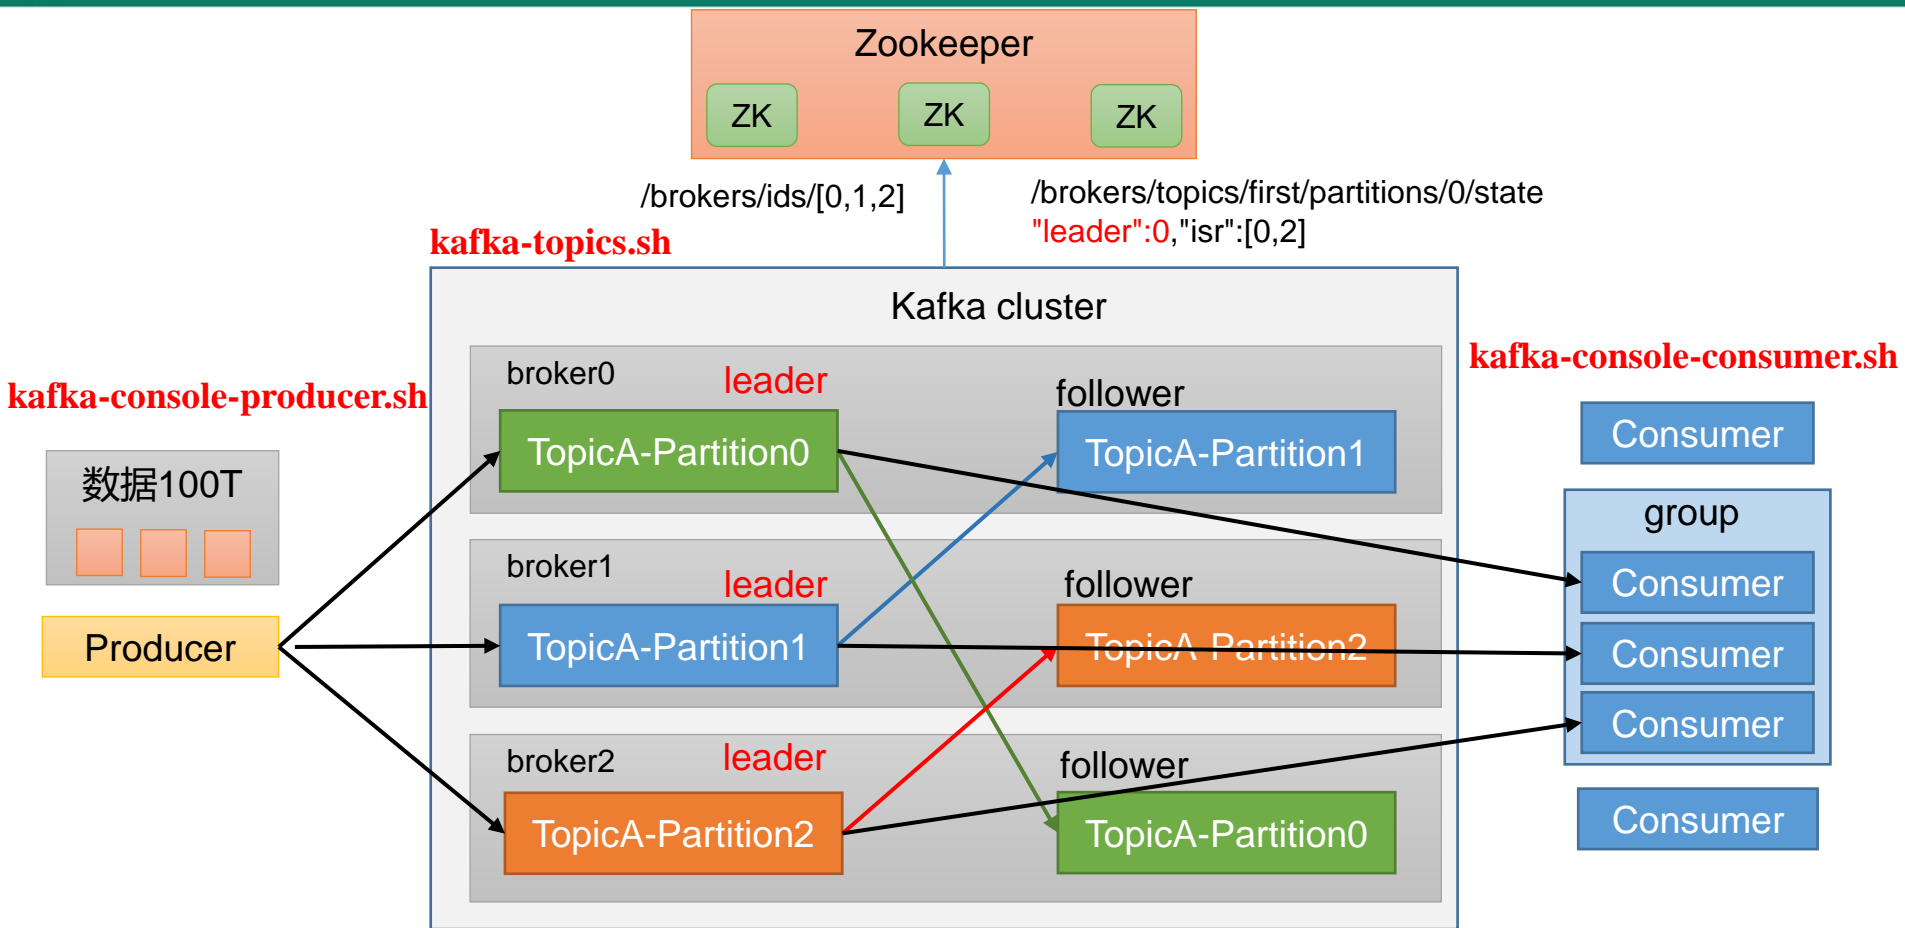 Zookeeper
ZK
ZK
ZK
/brokers/ids/[0,1,2]
/brokers/topics/first/partitions/0/state
"leader":0,"isr":[0,2]
kafka-topics.sh
Kafka cluster
kafka-console-producer.sh
数据100T
Producer
broker0
leader
follower
TopicA-Partition0
TopicA-Partition1
broker1
leader
follower
TopicA-Partition1
TopicA-Partition2
broker2
leader
follower
TopicA-Partition2
TopicA-Partition0
kafka-console-consumer.sh
Consumer
group
Consumer
Consumer
Consumer
Consumer